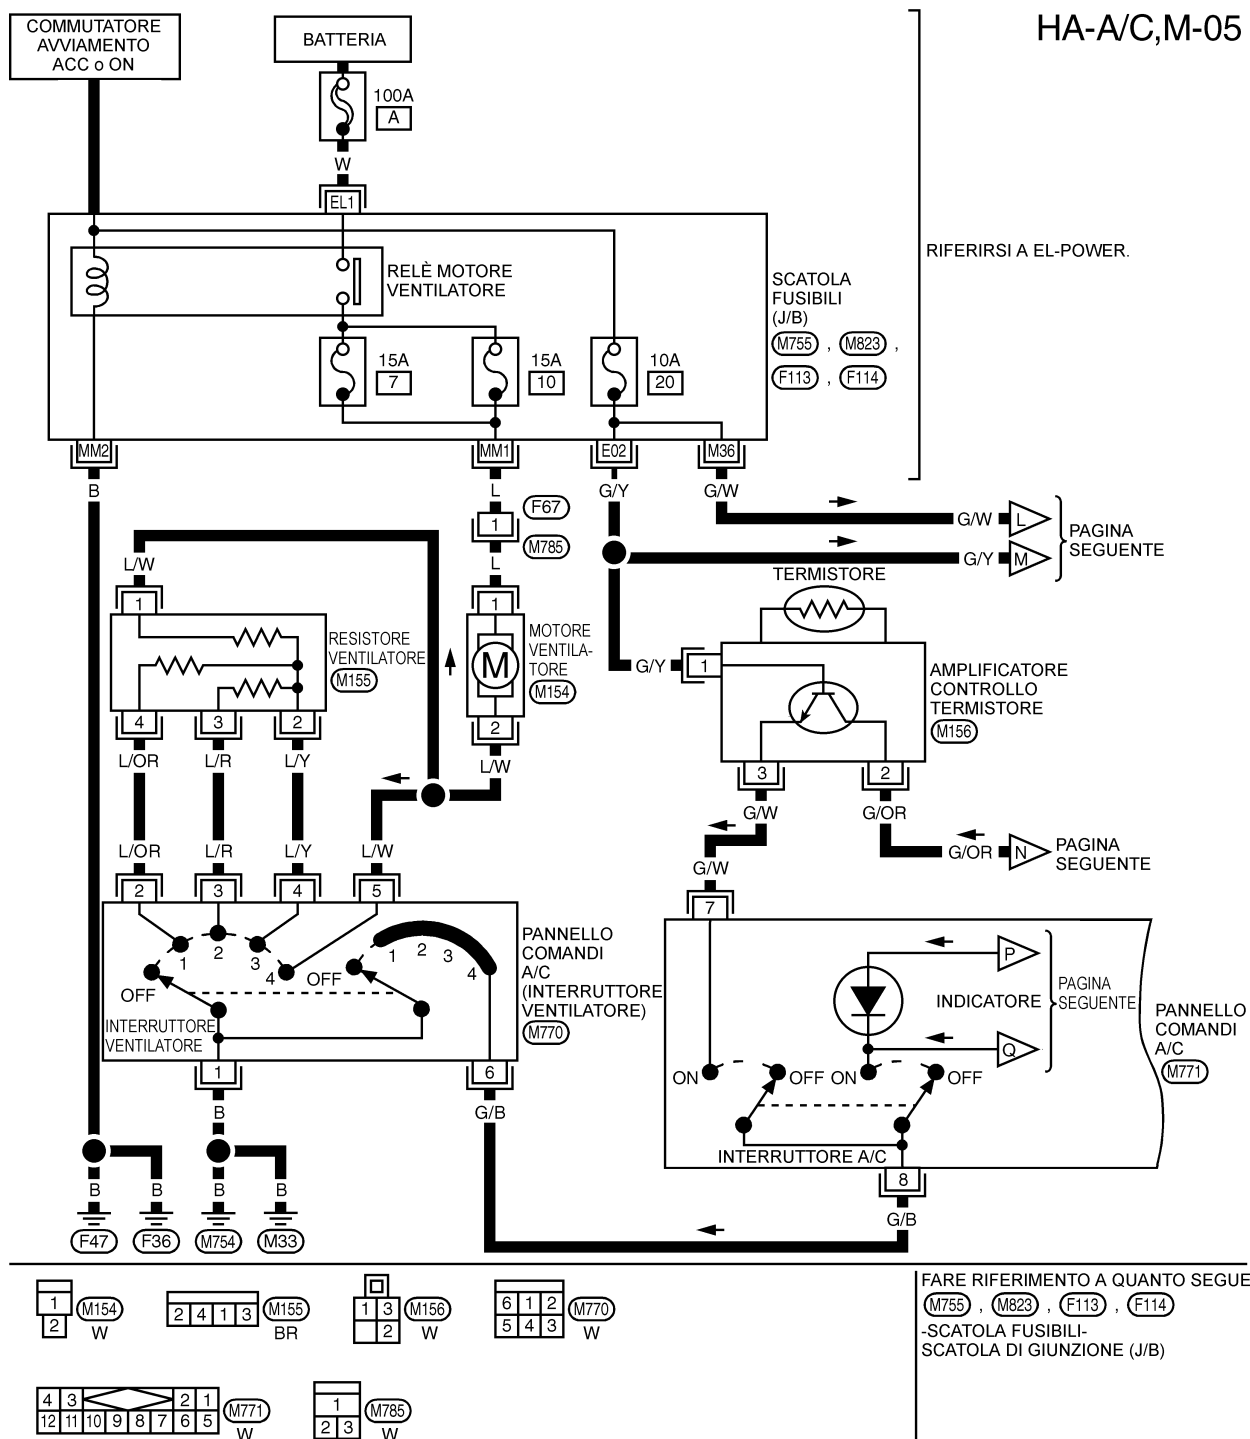 HA-A/C,M-05
COMMUTATORE
AVVIAMENTO
ACC o ON
BATTERIA
100A
A
W
EL1
RIFERIRSI A EL-POWER.
RELÈ MOTORE
VENTILATORE
SCATOLA
FUSIBILI
(J/B)
M755 , M823 ,
F113 , F114
15A
7
15A
10
10A
20
MM2
MM1
E02
M36
B
L
G/Y
G/W
F67
1
M785
L
G/W
L
G/Y
M
PAGINA
SEGUENTE
L/W
1
RESISTORE
VENTILATORE
M155
4
3
2
L/OR
L/R
L/Y
1
M
MOTORE
VENTILA-
TORE
M154
2
L/W
TERMISTORE
G/Y
1
AMPLIFICATORE
CONTROLLO
TERMISTORE
M156
3
2
G/W
G/OR
G/OR
N
PAGINA
SEGUENTE
G/W
L/OR
L/R
L/Y
L/W
2
3
4
5
7
1
2
3
4
OFF
OFF
1
2
3
4
INTERRUTTORE
VENTILATORE
PANNELLO
COMANDI
A/C
(INTERRUTTORE
VENTILATORE)
M770
1
6
B
G/B
P
INDICATORE
Q
PAGINA
SEGUENTE
PANNELLO
COMANDI
A/C
M771
ON
OFF
ON
OFF
INTERRUTTORE A/C
8
G/B
B
B
B
B
F47
F36
M754
M33
1
2
M154
W
2 4 1 3
M155
BR
1 3
2
M156
W
6 1 2
5 4 3
M770
W
4 3 2 1
12 11 10 9 8 7 6 5
M771
W
1
2 3
M785
W
FARE RIFERIMENTO A QUANTO SEGUE
M755 , M823 , F113 , F114
-SCATOLA FUSIBILI-
SCATOLA DI GIUNZIONE (J/B)